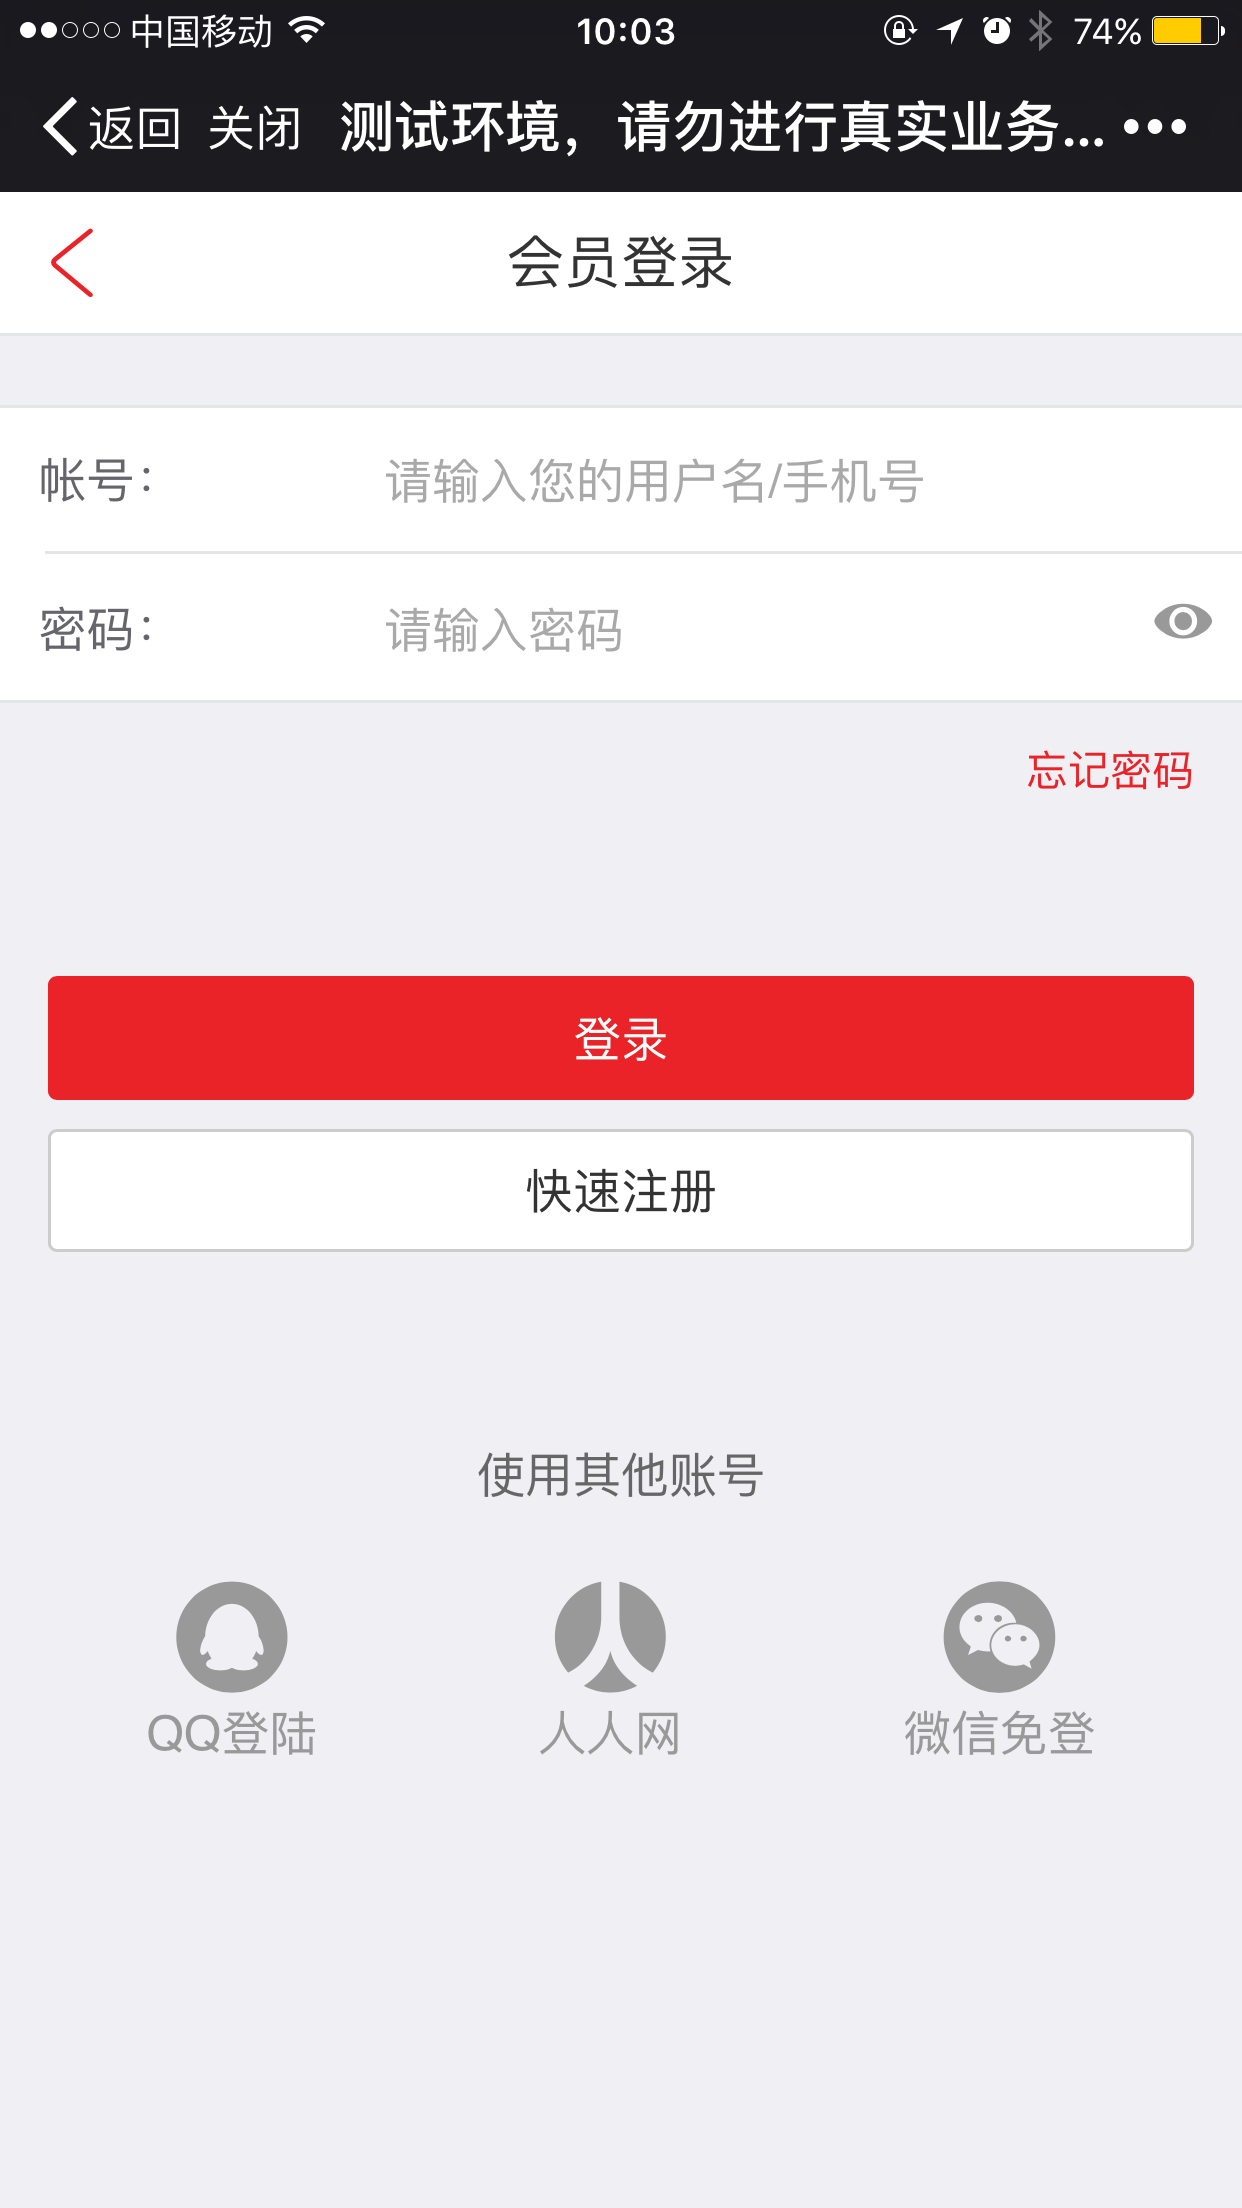 中国移动 10:03 74%
返回 关闭 测试环境，请勿进行真实业务...
会员登录
帐号： 请输入您的用户名/手机号
密码： 请输入密码
忘记密码
登录
快速注册
使用其他账号
QQ登陆 人人网 微信免登